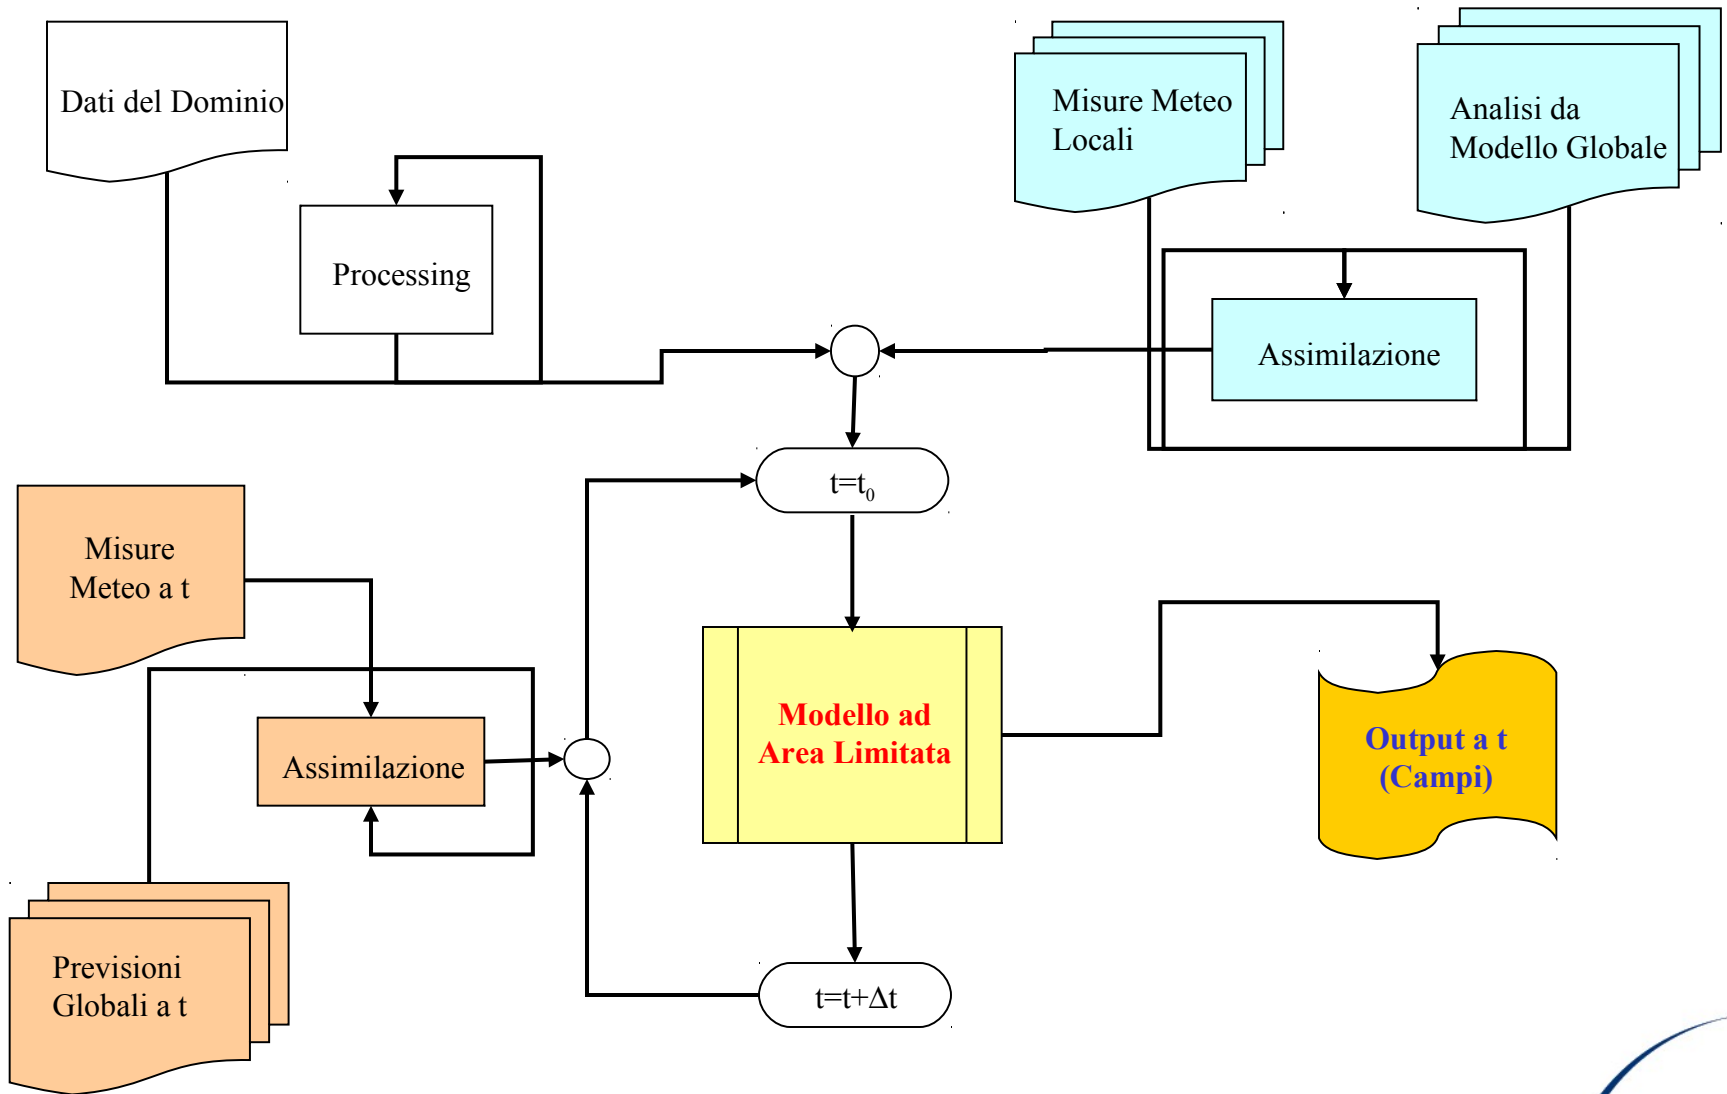 Dati del Dominio
Misure Meteo
Locali
Analisi da
Modello Globale
Processing
Assimilazione
t=t₀
Misure
Meteo a t
Modello ad
Area Limitata
Output a t
(Campi)
Assimilazione
Previsioni
Globali a t
t=t+Δt